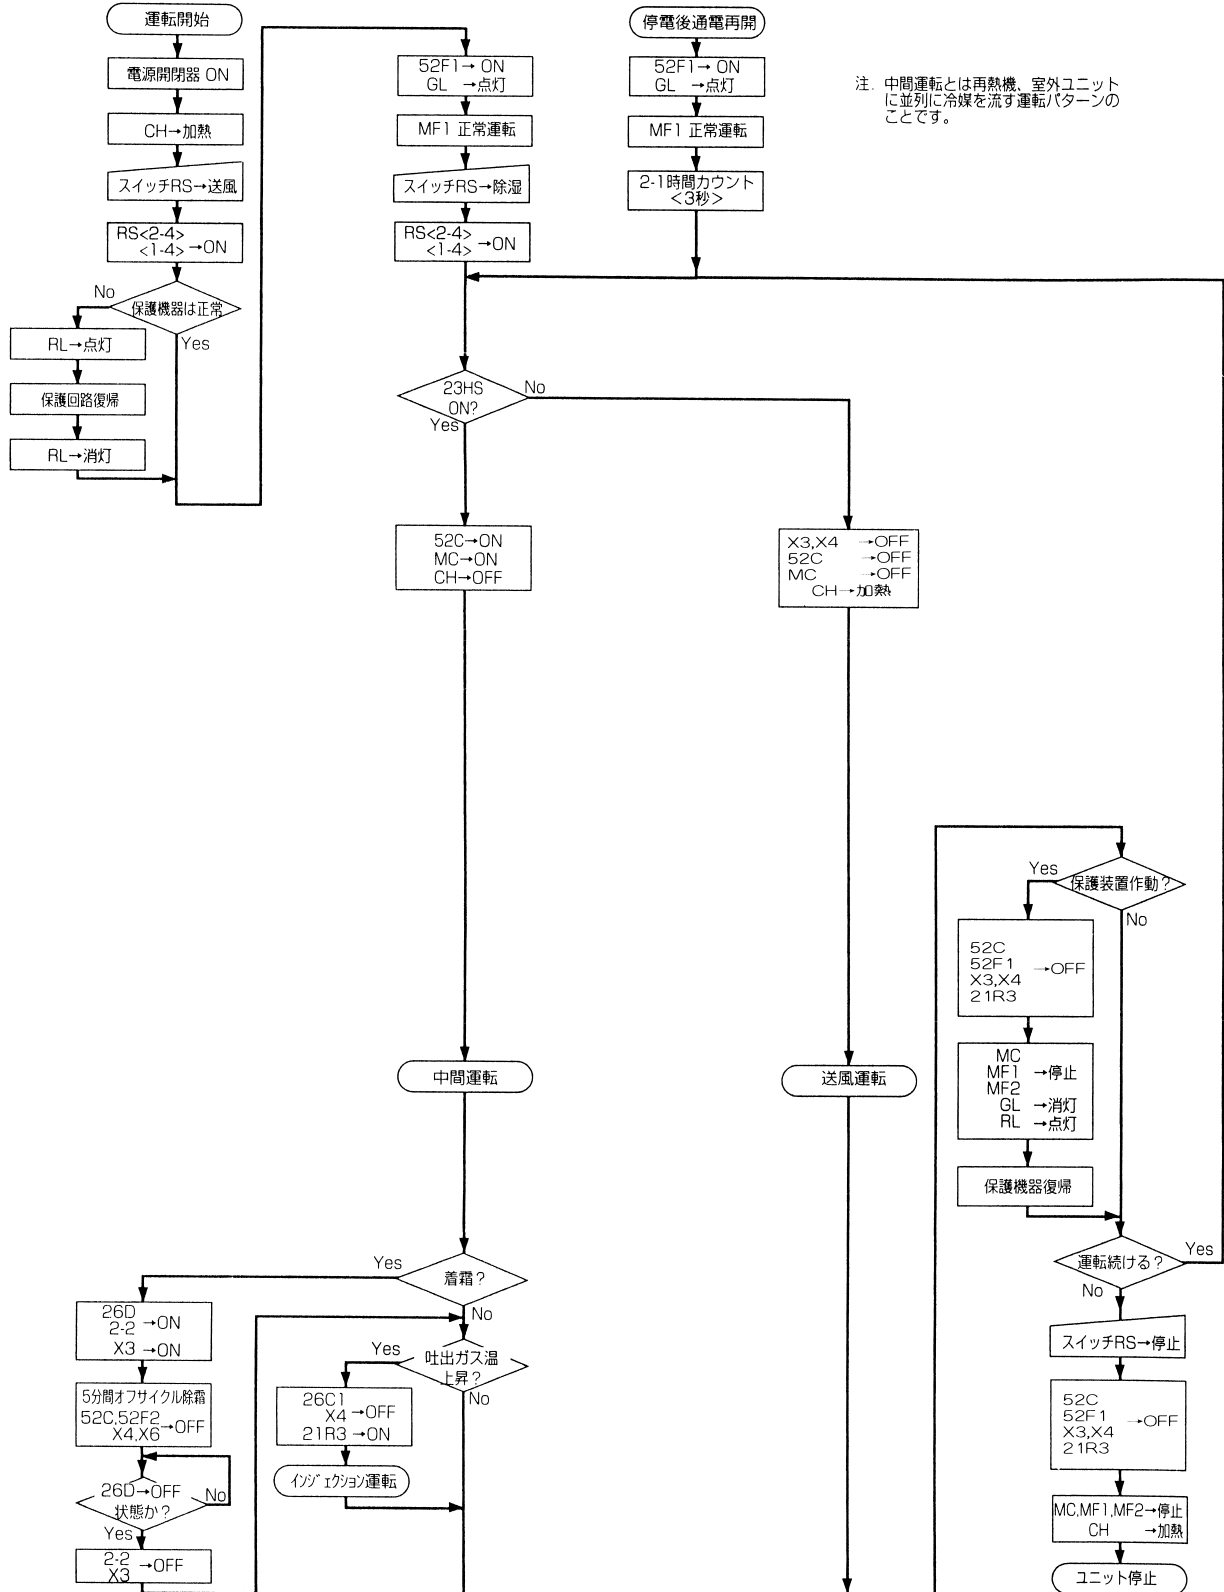 運転開始
電源開閉器 ON
CH→加熱
スイッチRS→送風
RS<2-4>
<1-4> →ON
保護機器は正常
No
Yes
RL→点灯
保護回路復帰
RL→消灯
52F1→ ON
GL →点灯
MF1 正常運転
スイッチRS→除湿
RS<2-4>
<1-4> →ON
停電後通電再開
52F1→ ON
GL →点灯
MF1 正常運転
2-1時間カウント
<3秒>
注. 中間運転とは再熱機、室外ユニット
に並列に冷媒を流す運転パターンの
ことです。
23HS
ON?
No
Yes
52C→ON
MC→ON
CH→OFF
X3,X4 →OFF
52C →OFF
MC →OFF
CH→加熱
中間運転
送風運転
着霜?
Yes
No
26D
2-2 →ON
X3 →ON
5分間オフサイクル除霜
52C,52F2
X4,X6 →OFF
26D→OFF
状態か?
No
Yes
2-2
X3 →OFF
吐出ガス温
上昇?
Yes
No
26C1
X4 →OFF
21R3 →ON
インジェクション運転
保護装置作動?
Yes
No
52C
52F1
X3,X4 →OFF
21R3
MC
MF1 →停止
MF2
GL →消灯
RL →点灯
保護機器復帰
運転続ける?
Yes
No
スイッチRS→停止
52C
52F1 →OFF
X3,X4
21R3
MC,MF1,MF2→停止
CH →加熱
ユニット停止